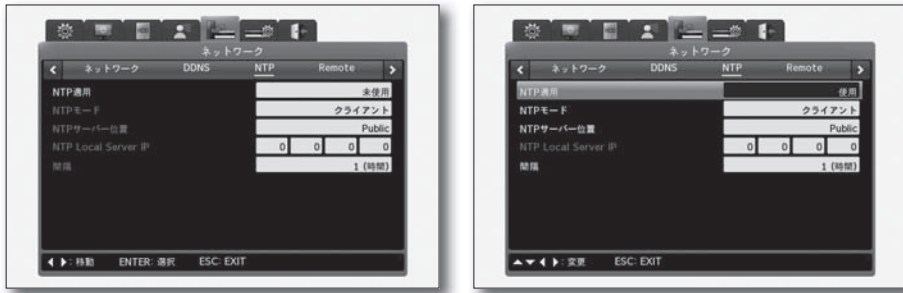 ネットワーク
ネットワーク DDNS NTP Remote
NTP適用 未使用
NTPモード クライアント
NTPサーバー位置 Public
NTP Local Server IP 0 0 0 0
間隔 1 (時間)
移動 ENTER: 選択 ESC: EXIT
ネットワーク
ネットワーク DDNS NTP Remote
NTP適用 使用
NTPモード クライアント
NTPサーバー位置 Public
NTP Local Server IP 0 0 0 0
間隔 1 (時間)
: 変更 ESC: EXIT